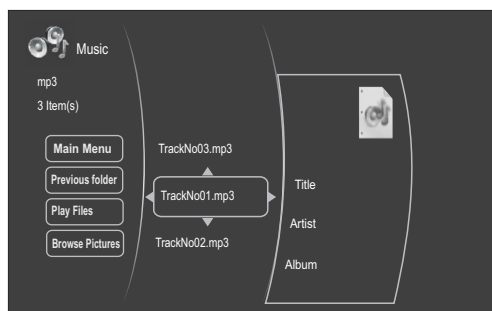 Music
mp3
3 Item(s)
Main Menu
Previous folder
Play Files
Browse Pictures
TrackNo03.mp3
TrackNo01.mp3
TrackNo02.mp3
Title
Artist
Album